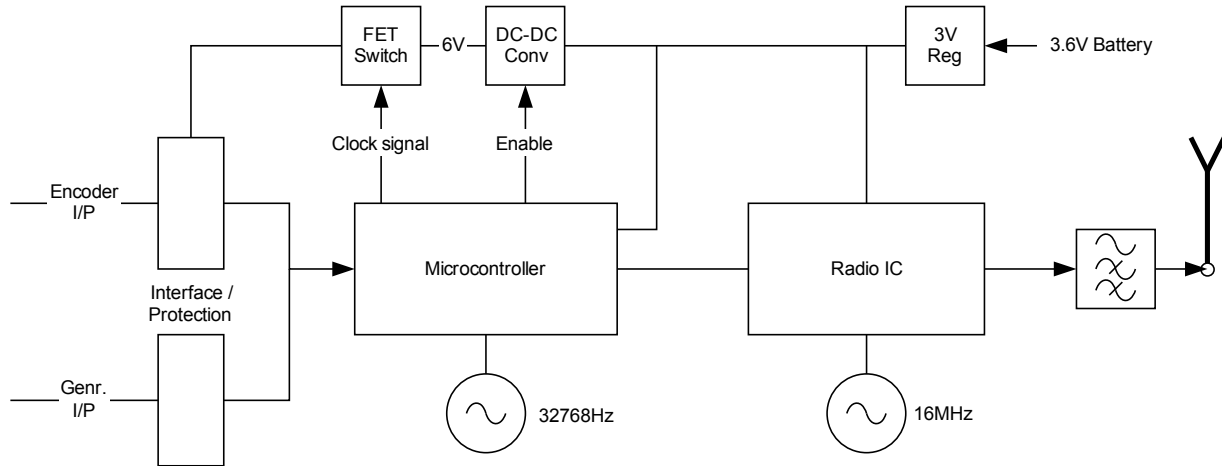 FET
Switch
6V
DC-DC
Conv
3V
Reg
3.6V Battery
Clock signal
Enable
Encoder
I/P
Microcontroller
Radio IC
Interface /
Protection
Genr.
I/P
32768Hz
16MHz